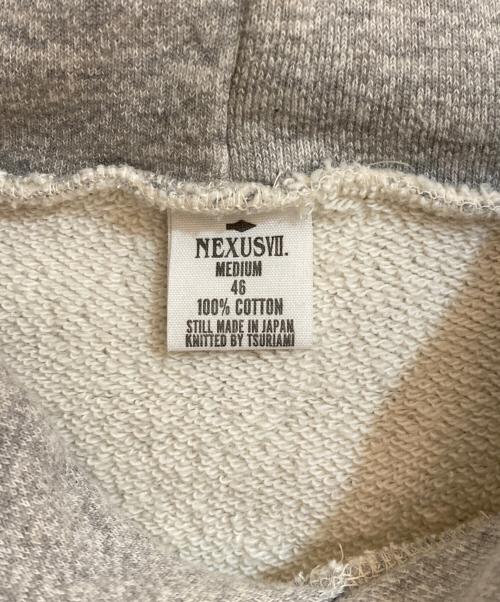 NEXUSVII.
MEDIUM
46
100% COTTON
STILL MADE IN JAPAN
KNITTED BY TSURIAMI